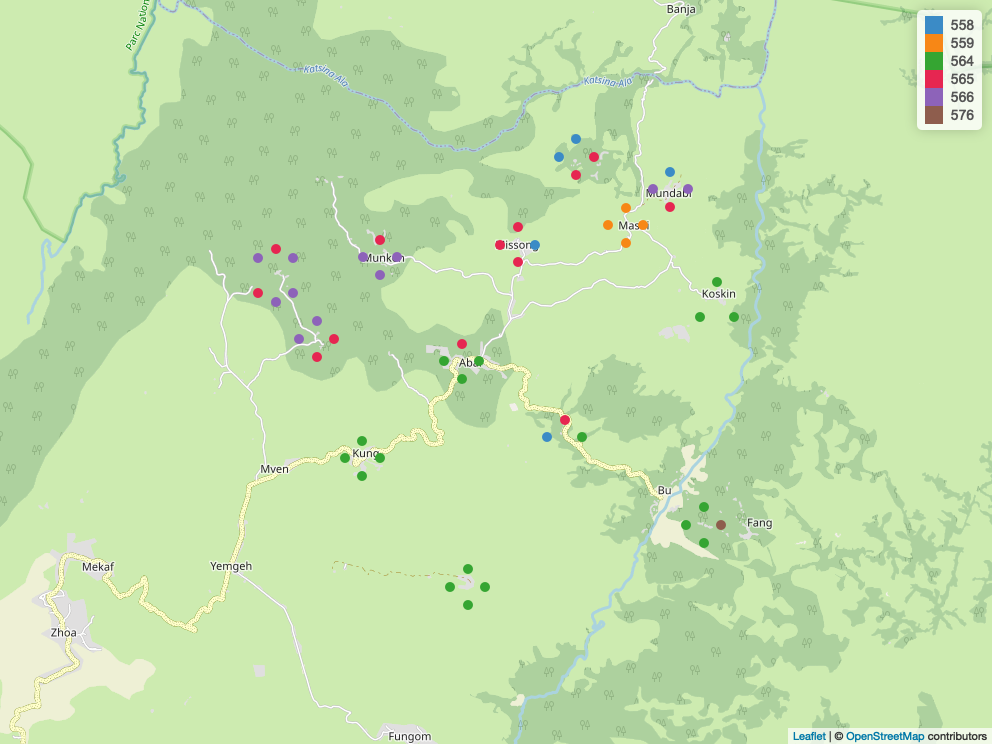 Banja
558
559
564
565
566
576
Parc Nation
Katsina-Ala
Katsina-Ala
Mundabi
Munken
Koskin
Kung
Mven
Bu
Fang
Mekaf
Yemgeh
Zhoa
Fungom
Leaflet | © OpenStreetMap contributors